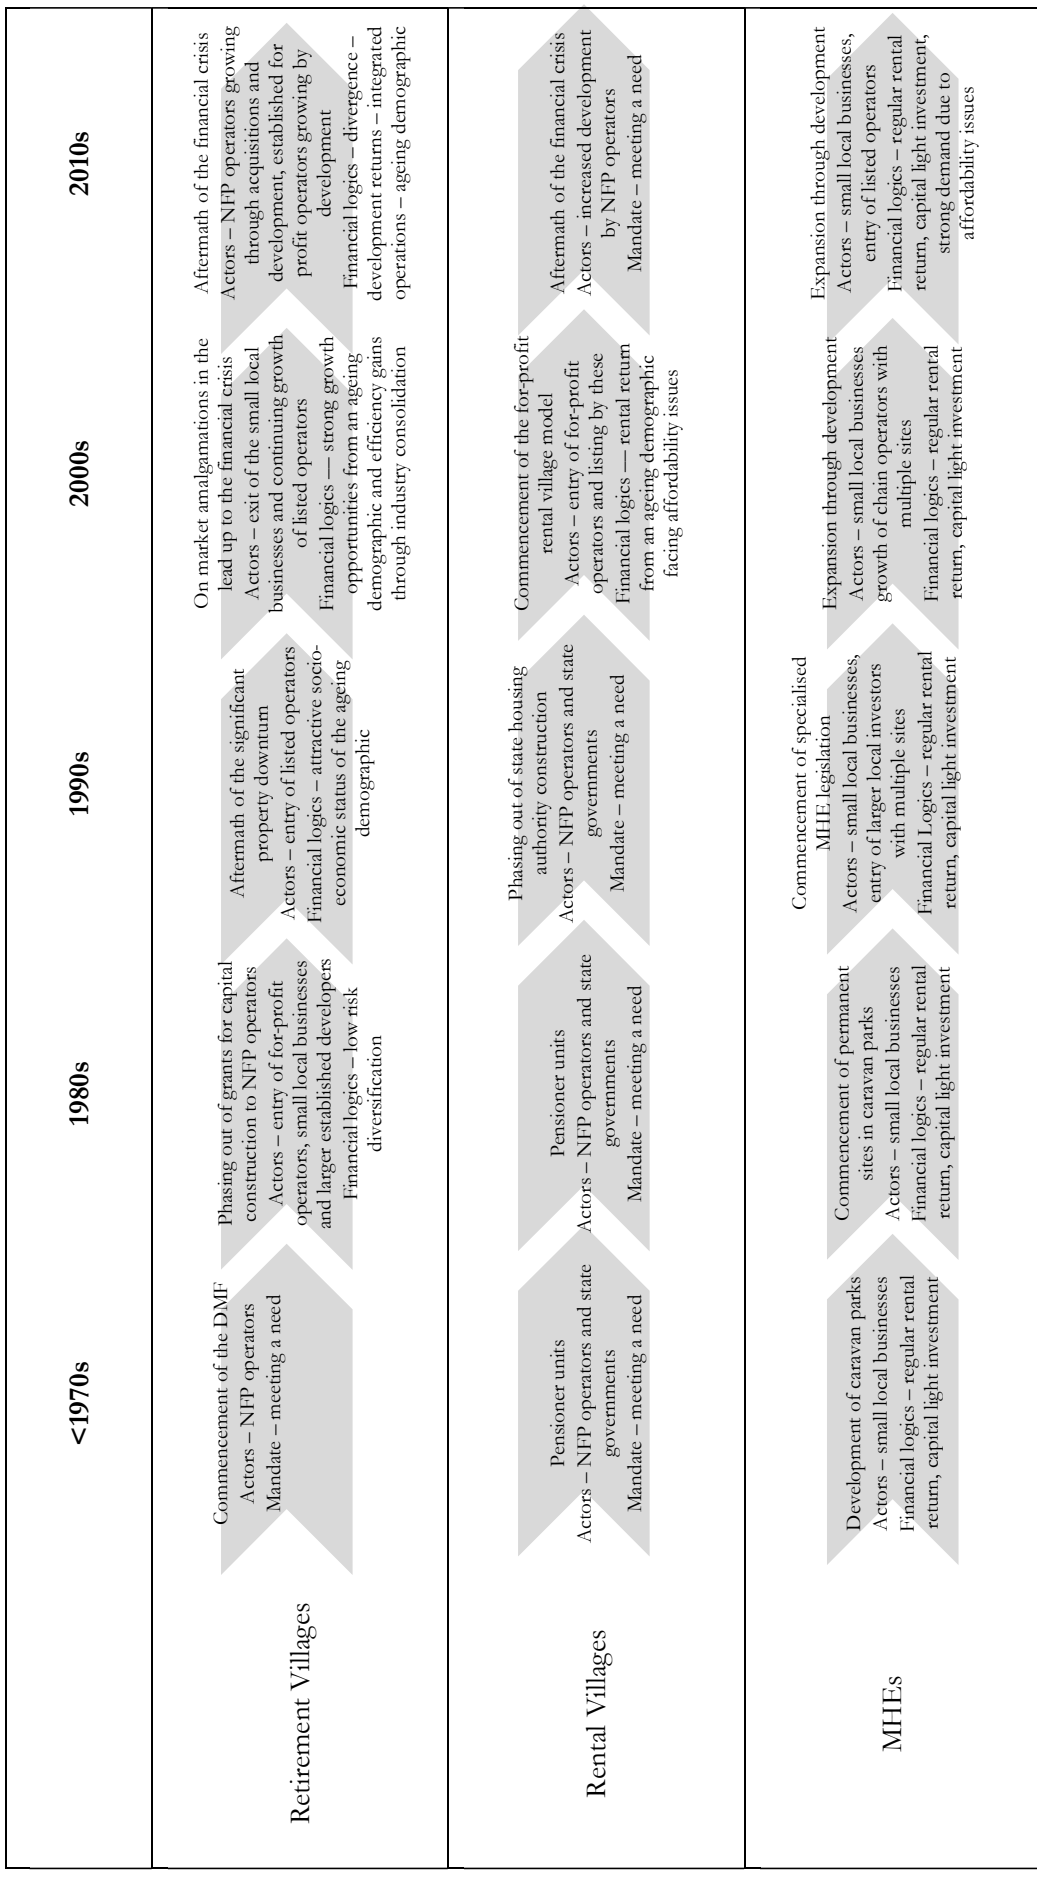 <1970s
1980s
1990s
2000s
2010s
Retirement Villages
Commencement of the DMF
Actors – NFP operators
Mandate – meeting a need
Phasing out of grants for capital
construction to NFP operators
Actors – entry of for-profit
operators, small local businesses
and larger established developers
Financial logics – low risk
diversification
Aftermath of the significant
property downturn
Actors – entry of listed operators
Financial logics – attractive socio-
economic status of the ageing
demographic
On market amalgamations in the
lead up to the financial crisis
Actors - exit of the small local
businesses and continuing growth
of listed operators
Financial logics –– strong growth
opportunities from an ageing
demographic and efficiency gains
through industry consolidation
Aftermath of the financial crisis
Actors – NFP operators growing
through acquisitions and
development, established for
profit operators growing by
development
Financial logics – divergence –
development returns – integrated
operations – ageing demographic
Rental Villages
Pensioner units
Actors – NFP operators and state
governments
Mandate – meeting a need
Pensioner units
Actors – NFP operators and state
governments
Mandate – meeting a need
Phasing out of state housing
authority construction
Actors – NFP operators and state
governments
Mandate – meeting a need
Commencement of the for-profit
rental village model
Actors – entry of for-profit
operators and listing by these
Financial logics –– rental return
from an ageing demographic
facing affordability issues
Aftermath of the financial crisis
Actors – increased development
by NFP operators
Mandate – meeting a need
MHEs
Development of caravan parks
Actors – small local businesses
Financial logics – regular rental
return, capital light investment
Commencement of permanent
sites in caravan parks
Actors – small local businesses
Financial logics – regular rental
return, capital light investment
Commencement of specialised
MHE legislation
Actors – small local businesses,
entry of larger local investors
with multiple sites
Financial Logics – regular rental
return, capital light investment
Expansion through development
Actors – small local businesses
growth of chain operators with
multiple sites
Financial logics – regular rental
return, capital light investment
Expansion through development
Actors – small local businesses,
entry of listed operators
Financial logics – regular rental
return, capital light investment,
strong demand due to
affordability issues